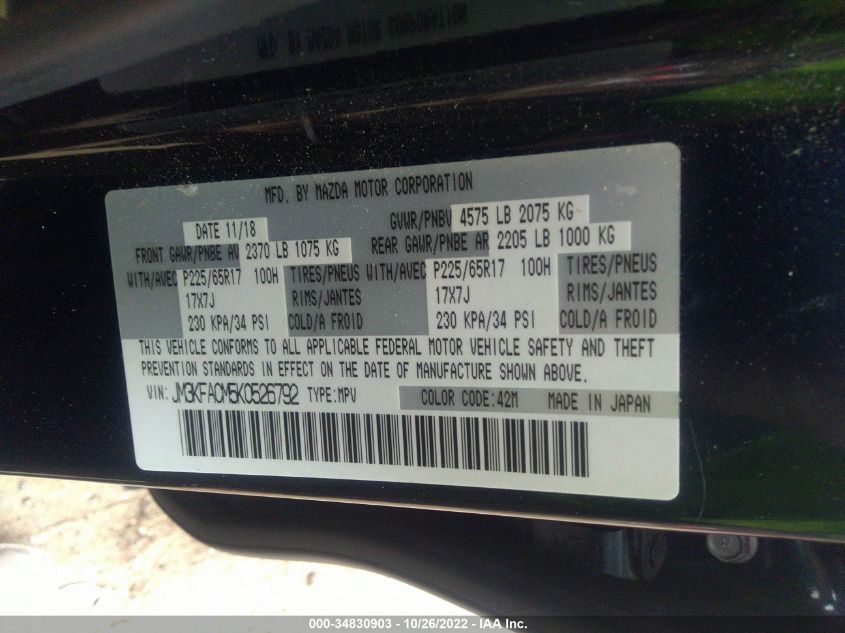 MFD. BY MAZDA MOTOR CORPORATION
DATE 11/18 GVWR/PNBV 4575 LB 2075 KG
FRONT GAWR/PNBE AV 2370 LB 1075 KG REAR GAWR/PNBE AR 2205 LB 1000 KG
WITH/AVEC P225/65R17 100H TIRES/PNEUS WITH/AVEC P225/65R17 100H TIRES/PNEUS
17X7J RIMS/JANTES 17X7J RIMS/JANTES
230 KPA/34 PSI COLD/A FROID 230 KPA/34 PSI COLD/A FROID
THIS VEHICLE CONFORMS TO ALL APPLICABLE FEDERAL MOTOR VEHICLE SAFETY AND THEFT
PREVENTION STANDARDS IN EFFECT ON THE DATE OF MANUFACTURE SHOWN ABOVE.
VIN: JM3KFACM5K0526792 TYPE:MPV COLOR CODE:42M MADE IN JAPAN
000-34830903 - 10/26/2022 - IAA Inc.